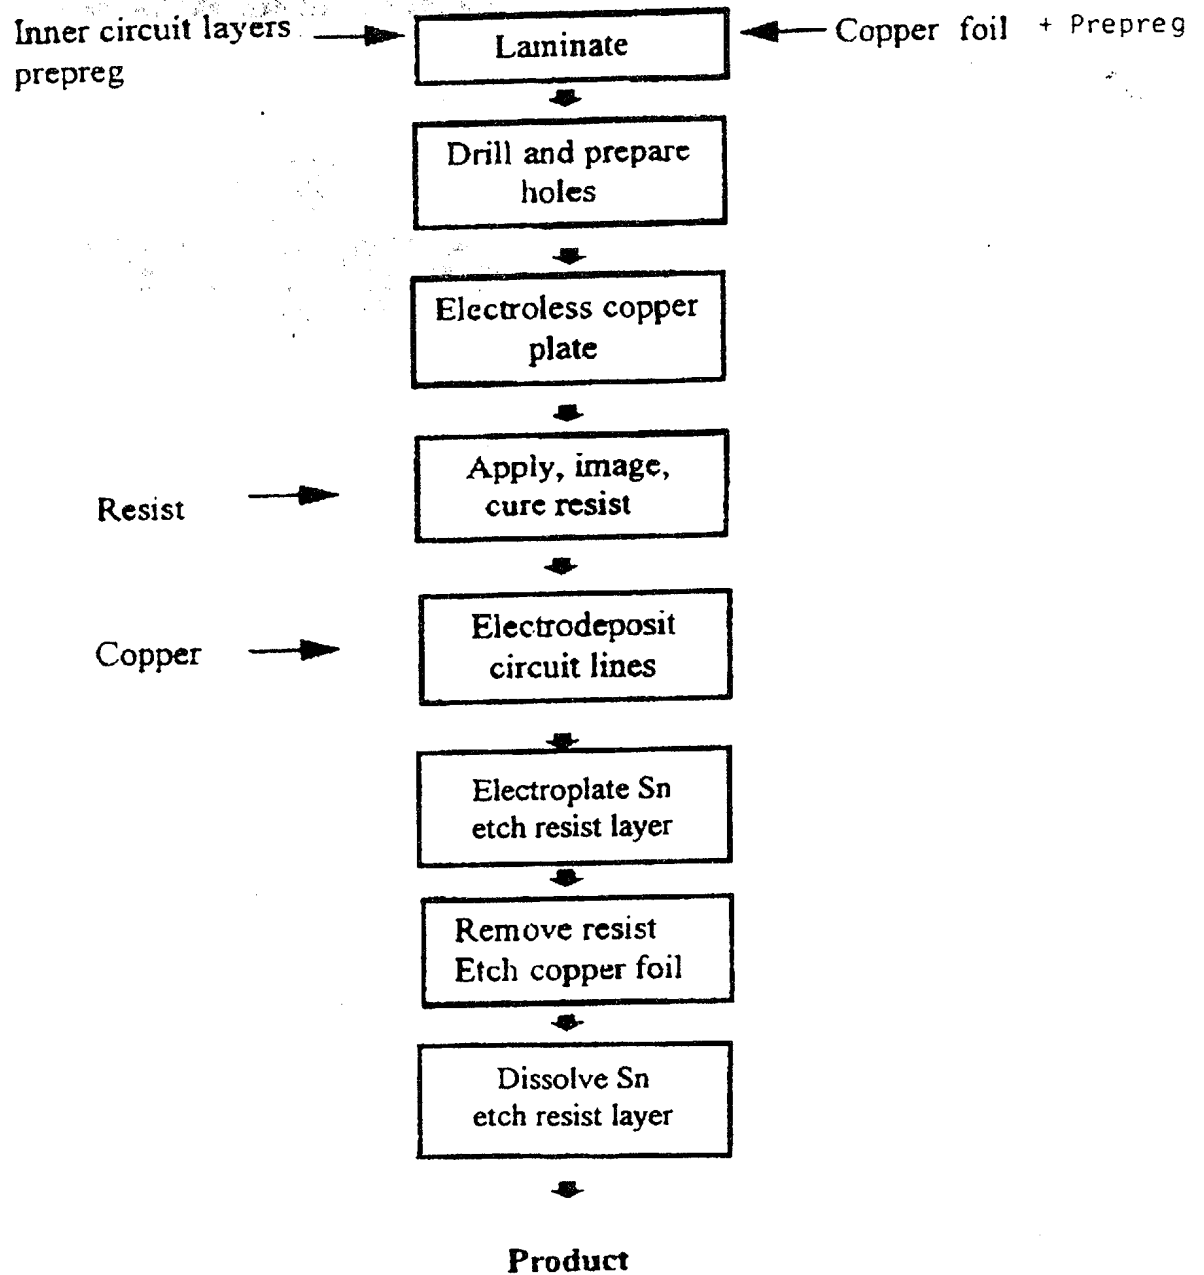 Inner circuit layers
prepreg
Laminate
Copper foil + Prepreg
Drill and prepare
holes
Electroless copper
plate
Apply, image,
cure resist
Resist
Electrodeposit
circuit lines
Copper
Electroplate Sn
etch resist layer
Remove resist
Etch copper foil
Dissolve Sn
etch resist layer
Product